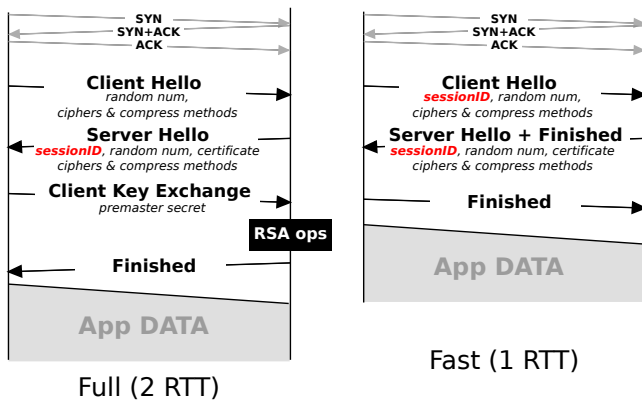 SYN
SYN+ACK
ACK
Client Hello
random num,
ciphers & compress methods
Server Hello
sessionID, random num, certificate
ciphers & compress methods
Client Key Exchange
premaster secret
RSA ops
Finished
App DATA
Full (2 RTT)
SYN
SYN+ACK
ACK
Client Hello
sessionID, random num,
ciphers & compress methods
Server Hello + Finished
sessionID, random num, certificate
ciphers & compress methods
Finished
App DATA
Fast (1 RTT)